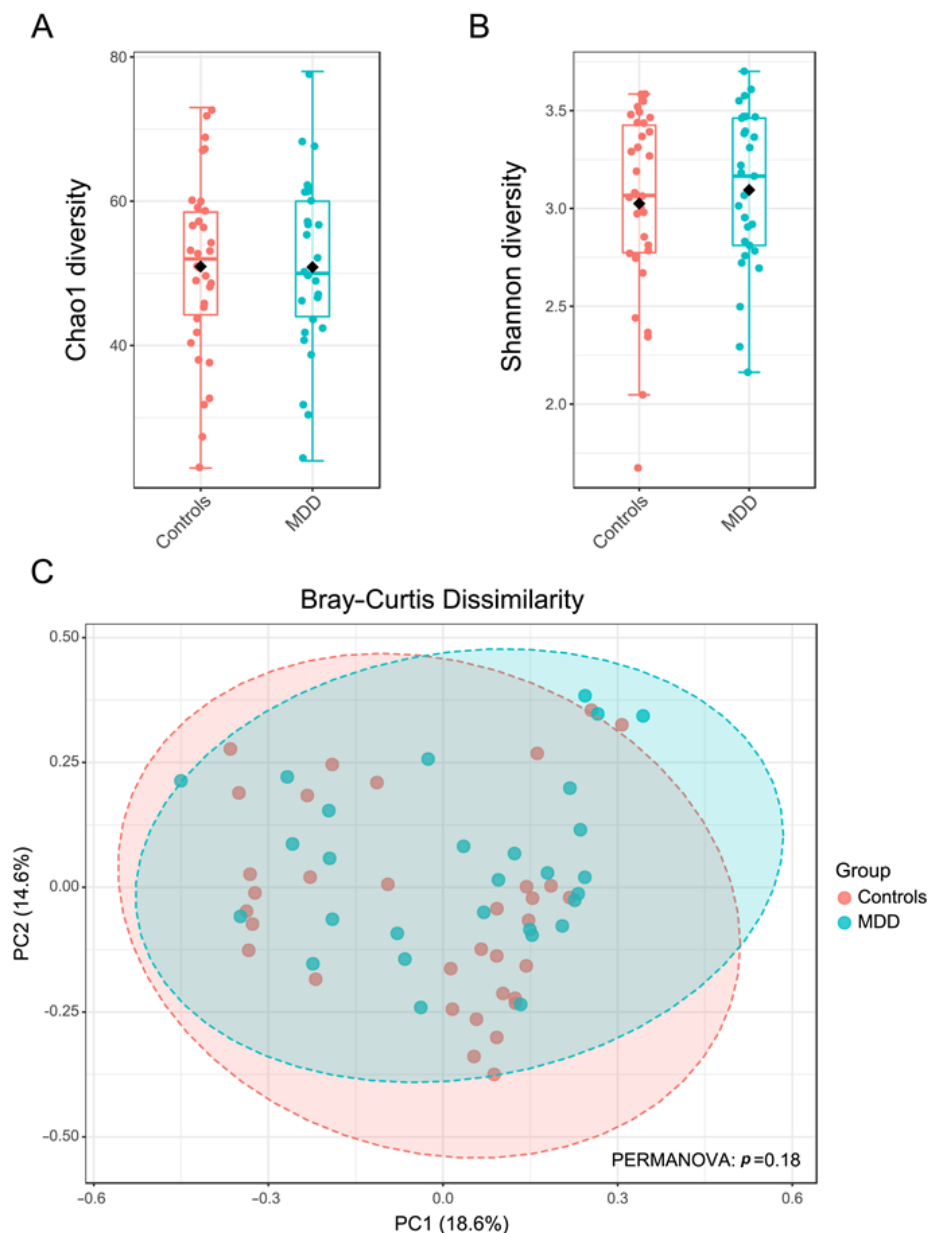 A
B
80
60
40
Chao1 diversity
Controls
MDD
3.5
3.0
2.5
2.0
Shannon diversity
Controls
MDD
C
Bray–Curtis Dissimilarity
0.50
0.25
0.00
−0.25
−0.50
PC2 (14.6%)
Group
Controls
MDD
PERMANOVA: p=0.18
−0.6
−0.3
0.0
0.3
0.6
PC1 (18.6%)